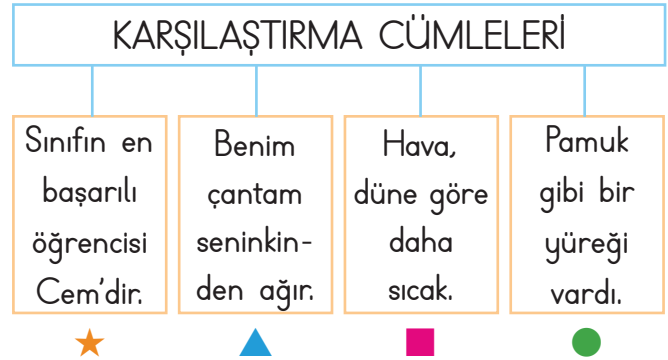 KARŞILAŞTIRMA CÜMLELERİ
Sınıfın en
başarılı
öğrencisi
Cem'dir.
Benim
çantam
seninkin-
den ağır.
Hava,
düne göre
daha
sıcak.
Pamuk
gibi bir
yüreği
vardı.